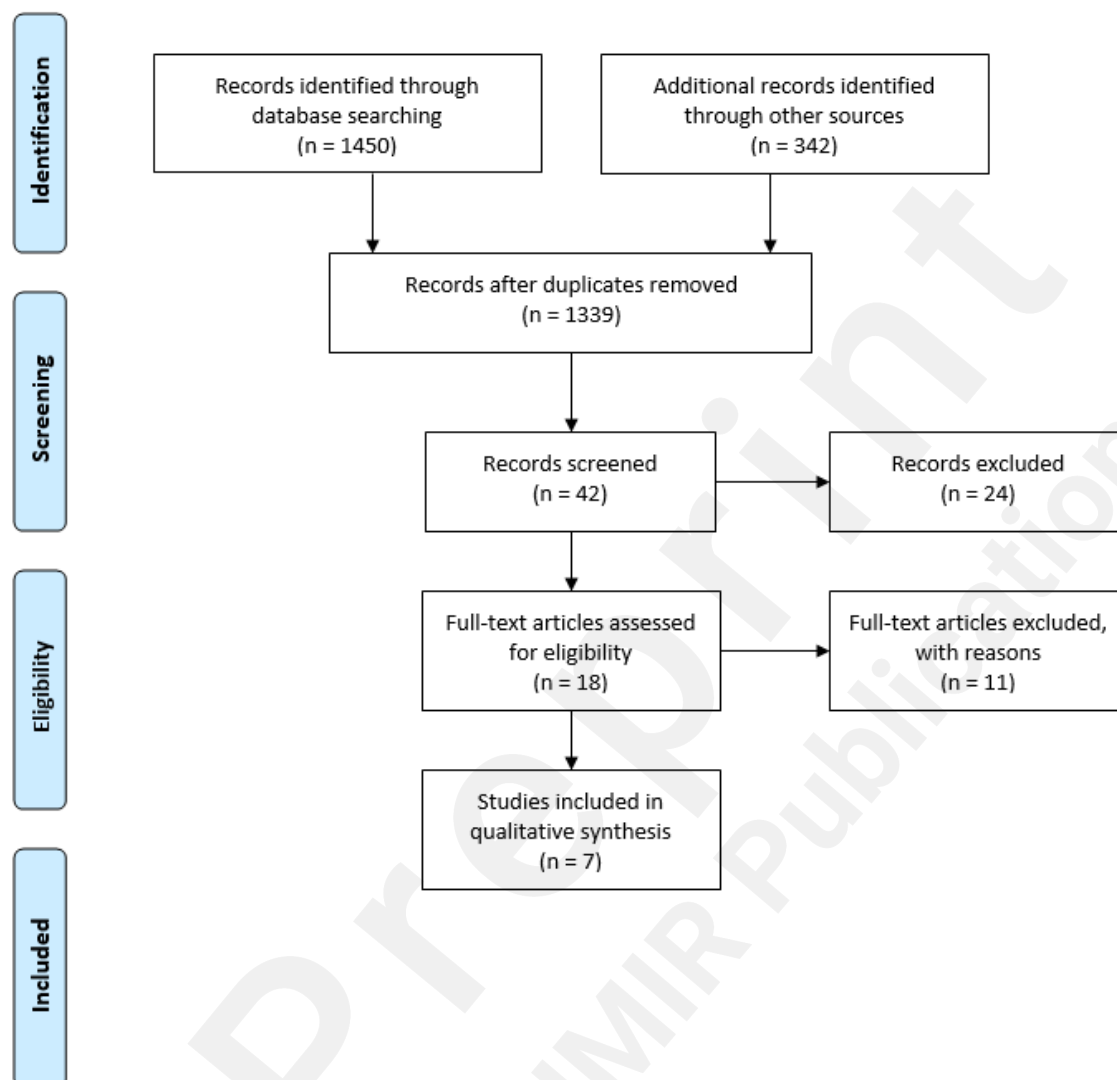 Identification
Records identified through
database searching
(n = 1450)
Additional records identified
through other sources
(n = 342)
Records after duplicates removed
(n = 1339)
Screening
Records screened
(n = 42)
Records excluded
(n = 24)
Eligibility
Full-text articles assessed
for eligibility
(n = 18)
Full-text articles excluded,
with reasons
(n = 11)
Studies included in
qualitative synthesis
(n = 7)
Included
Preprint
JMIR Publication